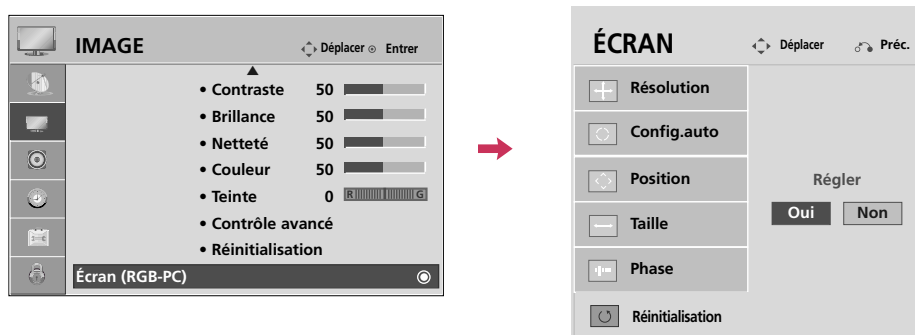 IMAGE
Déplacer
Entrer
• Contraste 50
• Brillance 50
• Netteté 50
• Couleur 50
• Teinte 0 R G
• Contrôle avancé
• Réinitialisation
Écran (RGB-PC)
ÉCRAN
Déplacer
Préc.
Résolution
Config.auto
Position
Taille
Phase
Réinitialisation
Régler
Oui Non